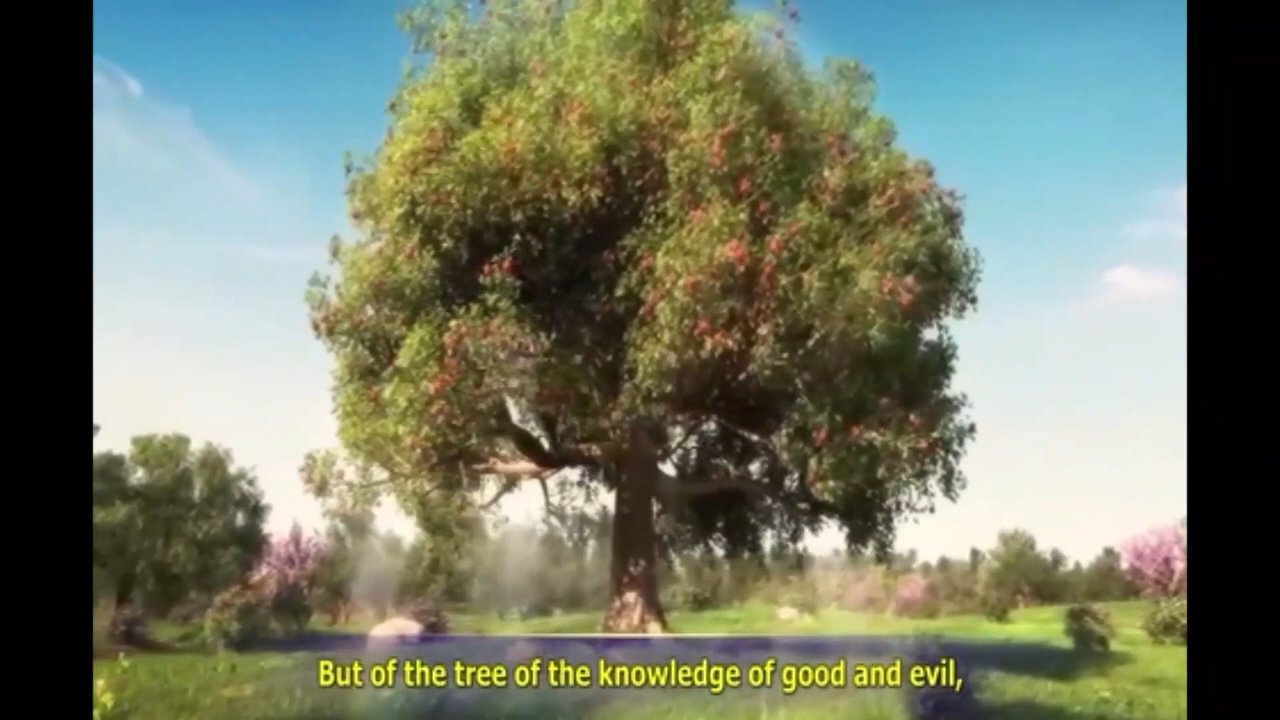 But of the tree of the knowledge of good and evil,